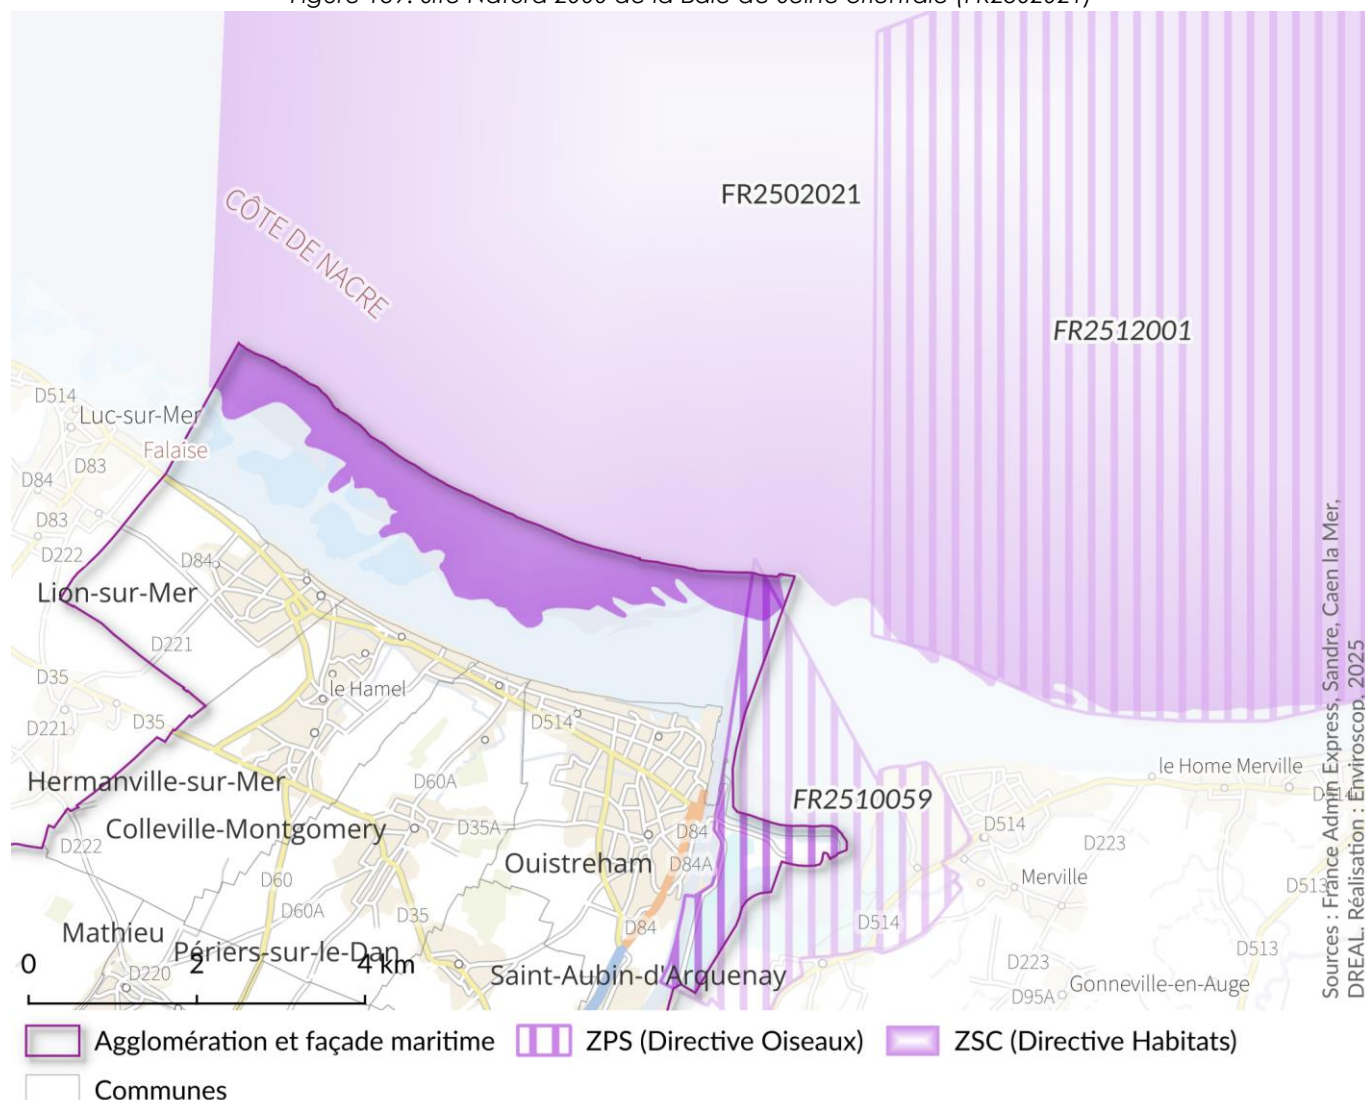 FR2502021
CÔTE DE NACRE
FR2512001
D514
Luc-sur-Mer
Falaise
D83
D84
D83
D222
D84
Lion-sur-Mer
D221
D35
le Hamel
D221
D35
D514
Hermanville-sur-Mer
D60A
le Home Merville
FR2510059
Colleville-Montgomery
D35A
D84
D514
D222
D223
Ouistreham
D84A
D60
Merville
D513
D60A
D35
D514
Mathieu
D84
Périers-sur-le-Dan
D513
0 2 4 km
D220
Saint-Aubin-d'Arquenay
D223
Gonneville-en-Auge
D95A
Sources : France Admin Express, Sandre, Caen la Mer,
DREAL. Réalisation : Enviroscop, 2025
Agglomération et façade maritime
ZPS (Directive Oiseaux)
ZSC (Directive Habitats)
Communes